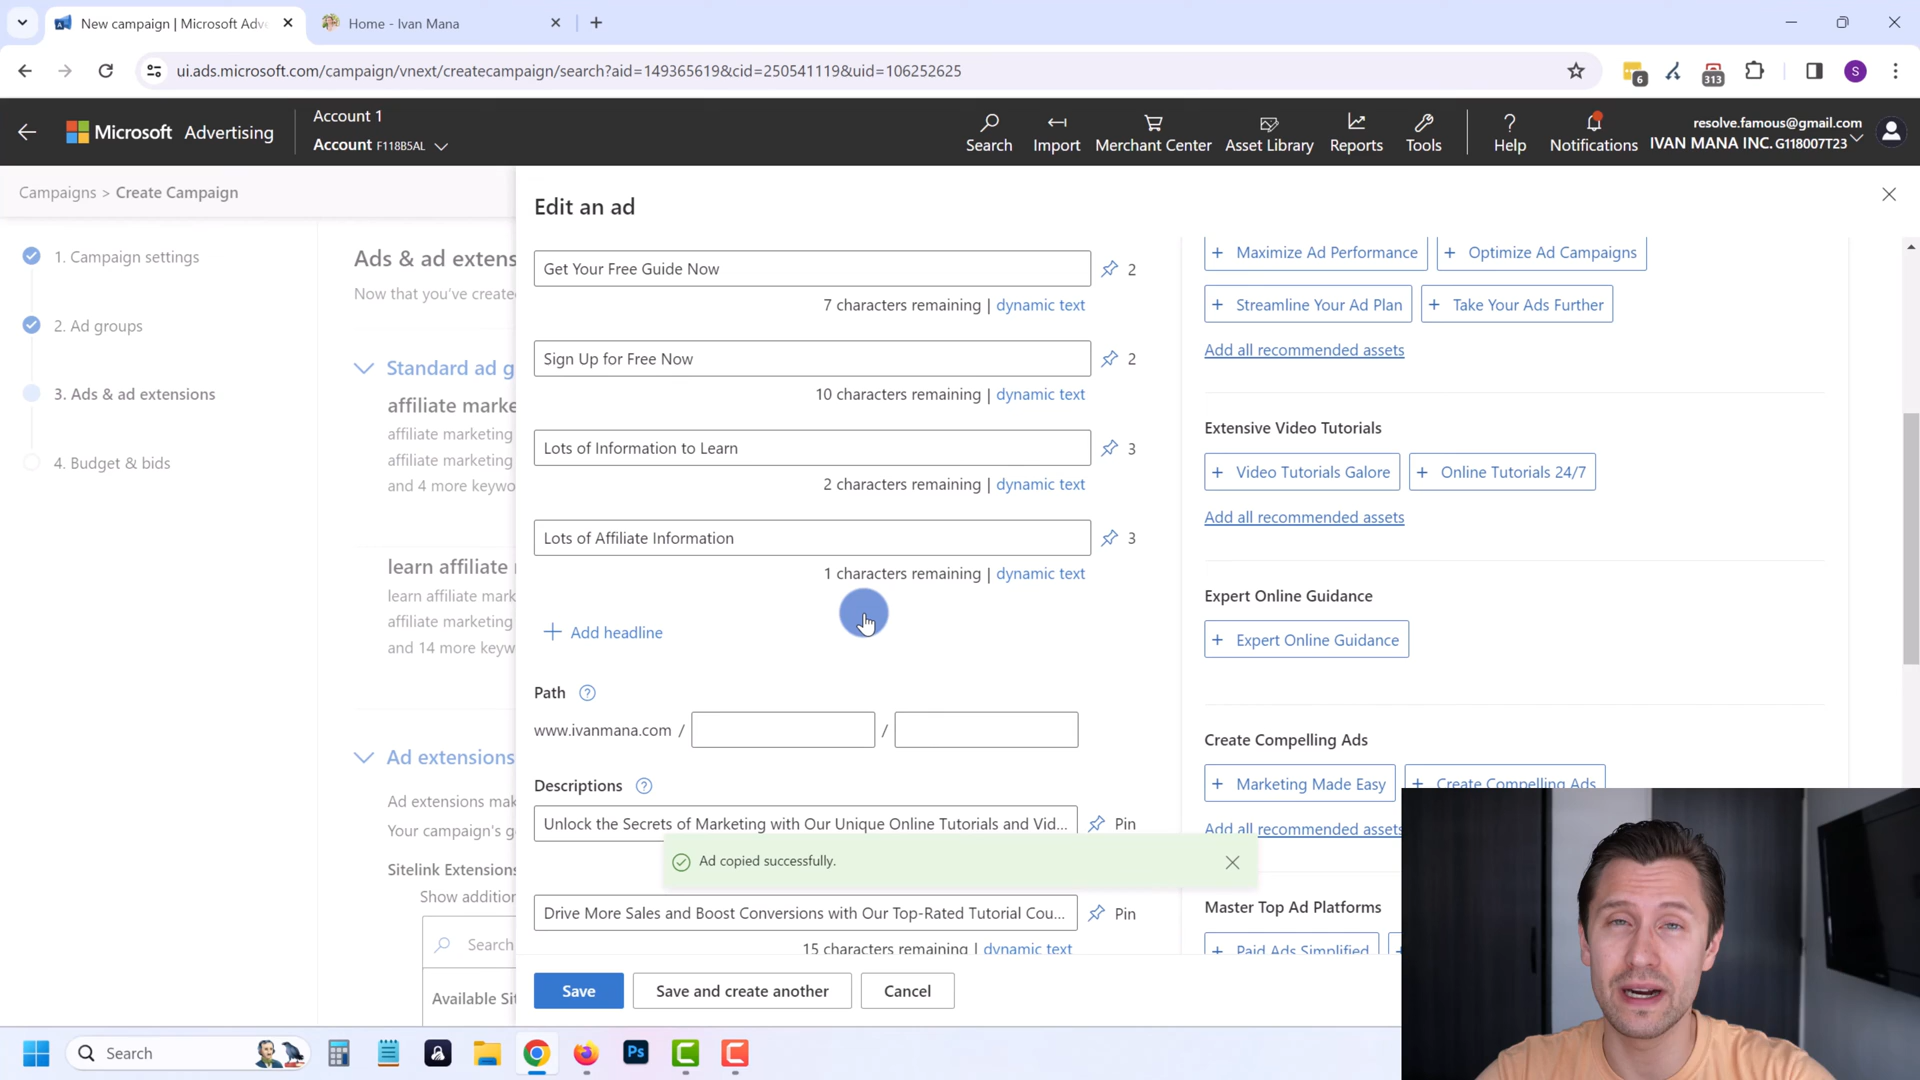 New campaign | Microsoft Adve
Home - Ivan Mana
ui.ads.microsoft.com/campaign/vnext/createcampaign/search?aid=149365619&cid=250541119&uid=106252625
6
313
S
Microsoft Advertising
Account 1
Account F118B5AL
Search
Import
Merchant Center
Asset Library
Reports
Tools
Help
Notifications
resolve.famous@gmail.com
IVAN MANA INC. G118007T23
Campaigns > Create Campaign
1. Campaign settings
2. Ad groups
3. Ads & ad extensions
4. Budget & bids
Ads & ad extens
Now that you've create
Standard ad g
affiliate marke
affiliate marketing
affiliate marketing
and 4 more keywo
learn affiliate
learn affiliate mark
affiliate marketing
and 14 more keyw
Ad extensions
Ad extensions mak
Your campaign's g
Sitelink Extensions
Show addition
Search
Available Sit
Edit an ad
Get Your Free Guide Now
2
7 characters remaining | dynamic text
Sign Up for Free Now
2
10 characters remaining | dynamic text
Lots of Information to Learn
3
2 characters remaining | dynamic text
Lots of Affiliate Information
3
1 characters remaining | dynamic text
Add headline
Path
www.ivanmana.com /
/
Descriptions
Unlock the Secrets of Marketing with Our Unique Online Tutorials and Vid...
Pin
Ad copied successfully.
Drive More Sales and Boost Conversions with Our Top-Rated Tutorial Cou...
Pin
15 characters remaining | dynamic text
Save
Save and create another
Cancel
+ Maximize Ad Performance
+ Optimize Ad Campaigns
+ Streamline Your Ad Plan
+ Take Your Ads Further
Add all recommended assets
Extensive Video Tutorials
+ Video Tutorials Galore
+ Online Tutorials 24/7
Add all recommended assets
Expert Online Guidance
+ Expert Online Guidance
Create Compelling Ads
+ Marketing Made Easy
+ Create Compelling Ads
Add all recommended assets
Master Top Ad Platforms
+ Paid Ads Simplified
Search
Ps